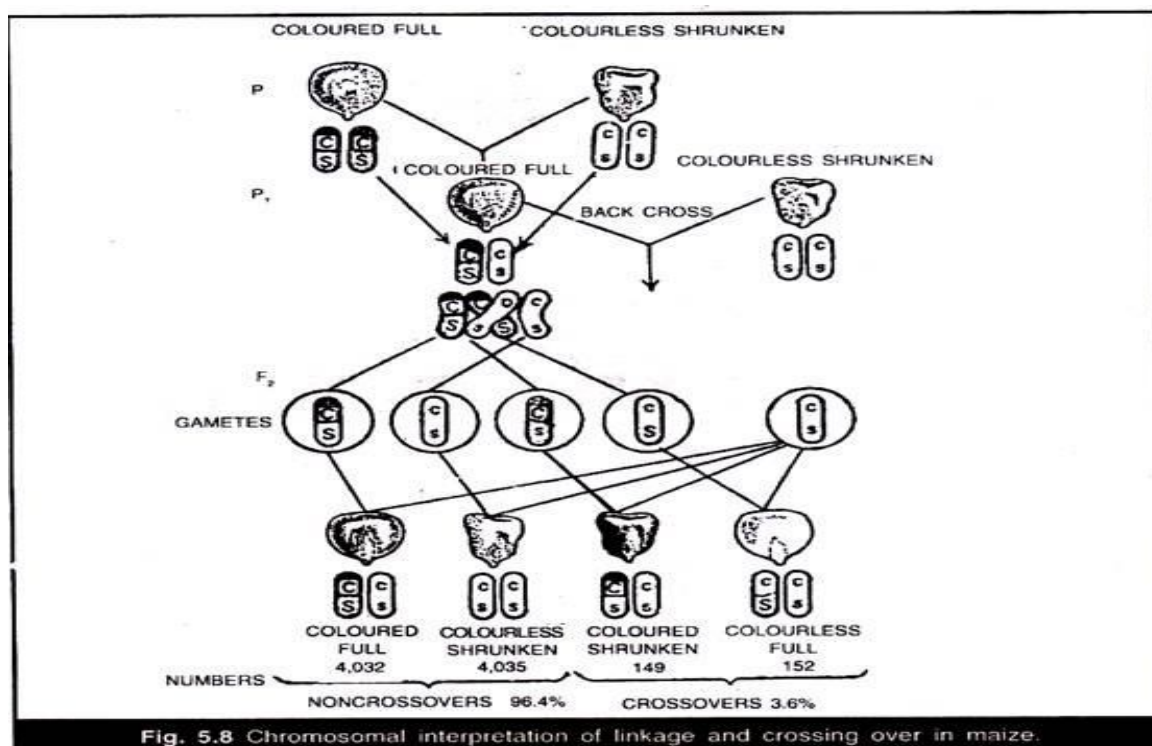 COLOURED FULL COLOURLESS SHRUNKEN
P
C C c c
S S s s
COLOURED FULL COLOURLESS SHRUNKEN
P₁
BACK CROSS
C c c c
S s s s
C C c
S s S s
F₂
GAMETES
C c C c c
S s s S s
C c c c C c c c
S s s s s s S s
COLOURED COLOURLESS COLOURED COLOURLESS
FULL SHRUNKEN SHRUNKEN FULL
4,032 4,035 149 152
NUMBERS
NONCROSSOVERS 96.4% CROSSOVERS 3.6%
Fig. 5.8 Chromosomal interpretation of linkage and crossing over in maize.